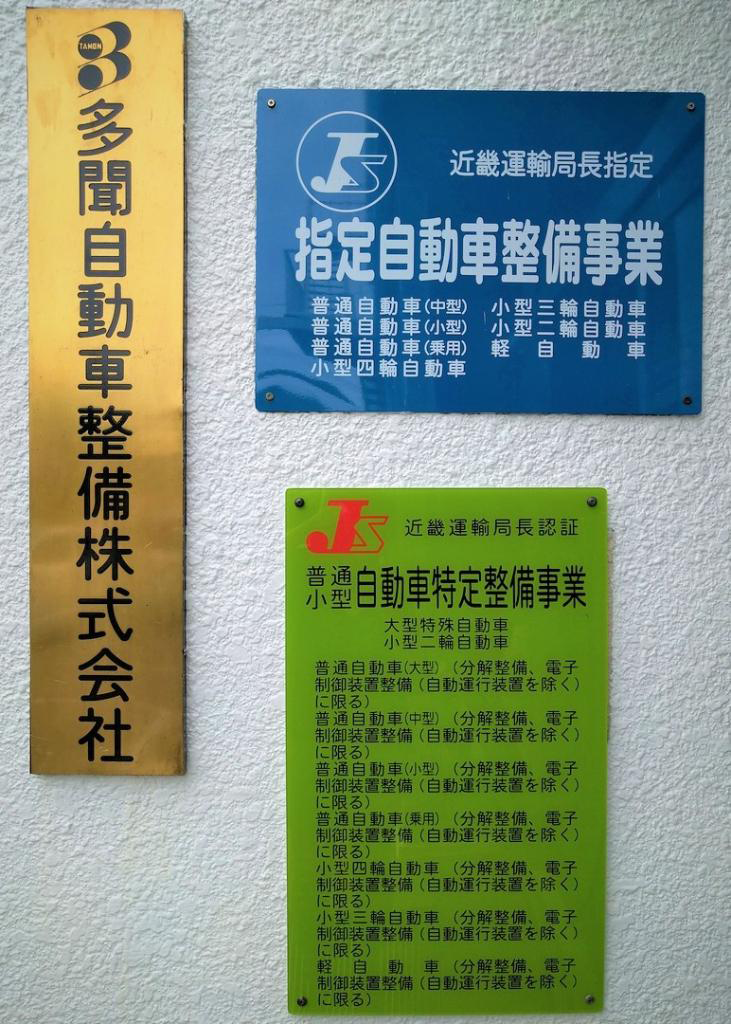 TAMON
多聞自動車整備株式会社
JS
近畿運輸局長指定
指定自動車整備事業
普通自動車(中型) 小型三輪自動車
普通自動車(小型) 小型二輪自動車
普通自動車(乗用) 軽自動車
小型四輪自動車
JS
近畿運輸局長認証
普通
小型
自動車特定整備事業
大型特殊自動車
小型二輪自動車
普通自動車(大型)(分解整備、電子
制御装置整備(自動運行装置を除く)
に限る)
普通自動車(中型)(分解整備、電子
制御装置整備(自動運行装置を除く)
に限る)
普通自動車(小型)(分解整備、電子
制御装置整備(自動運行装置を除く)
に限る)
普通自動車(乗用)(分解整備、電子
制御装置整備(自動運行装置を除く)
に限る)
小型四輪自動車(分解整備、電子
制御装置整備(自動運行装置を除く)
に限る)
小型三輪自動車(分解整備、電子
制御装置整備(自動運行装置を除く)
に限る)
軽自動車(分解整備、電子
制御装置整備(自動運行装置を除く)
に限る)